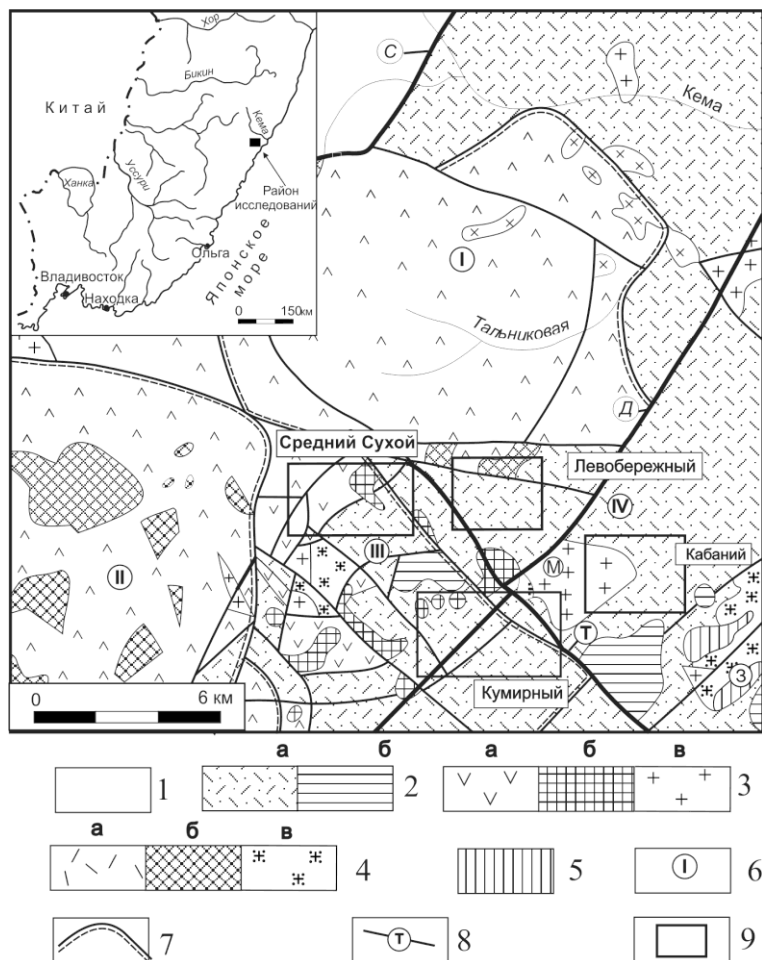 Хор
Бикин
Китай
Кема
Уссури
Ханка
Район
исследований
Ольга
Японское
море
Владивосток
Находка
0 150км
С
Кема
I
Тальниковая
Д
Средний Сухой
Левобережный
IV
III
М
Кабаний
II
Т
З
Кумирный
0 6 км
а б а б в
1 2 3
а б в
4 5 I 6
7 Т 8 9